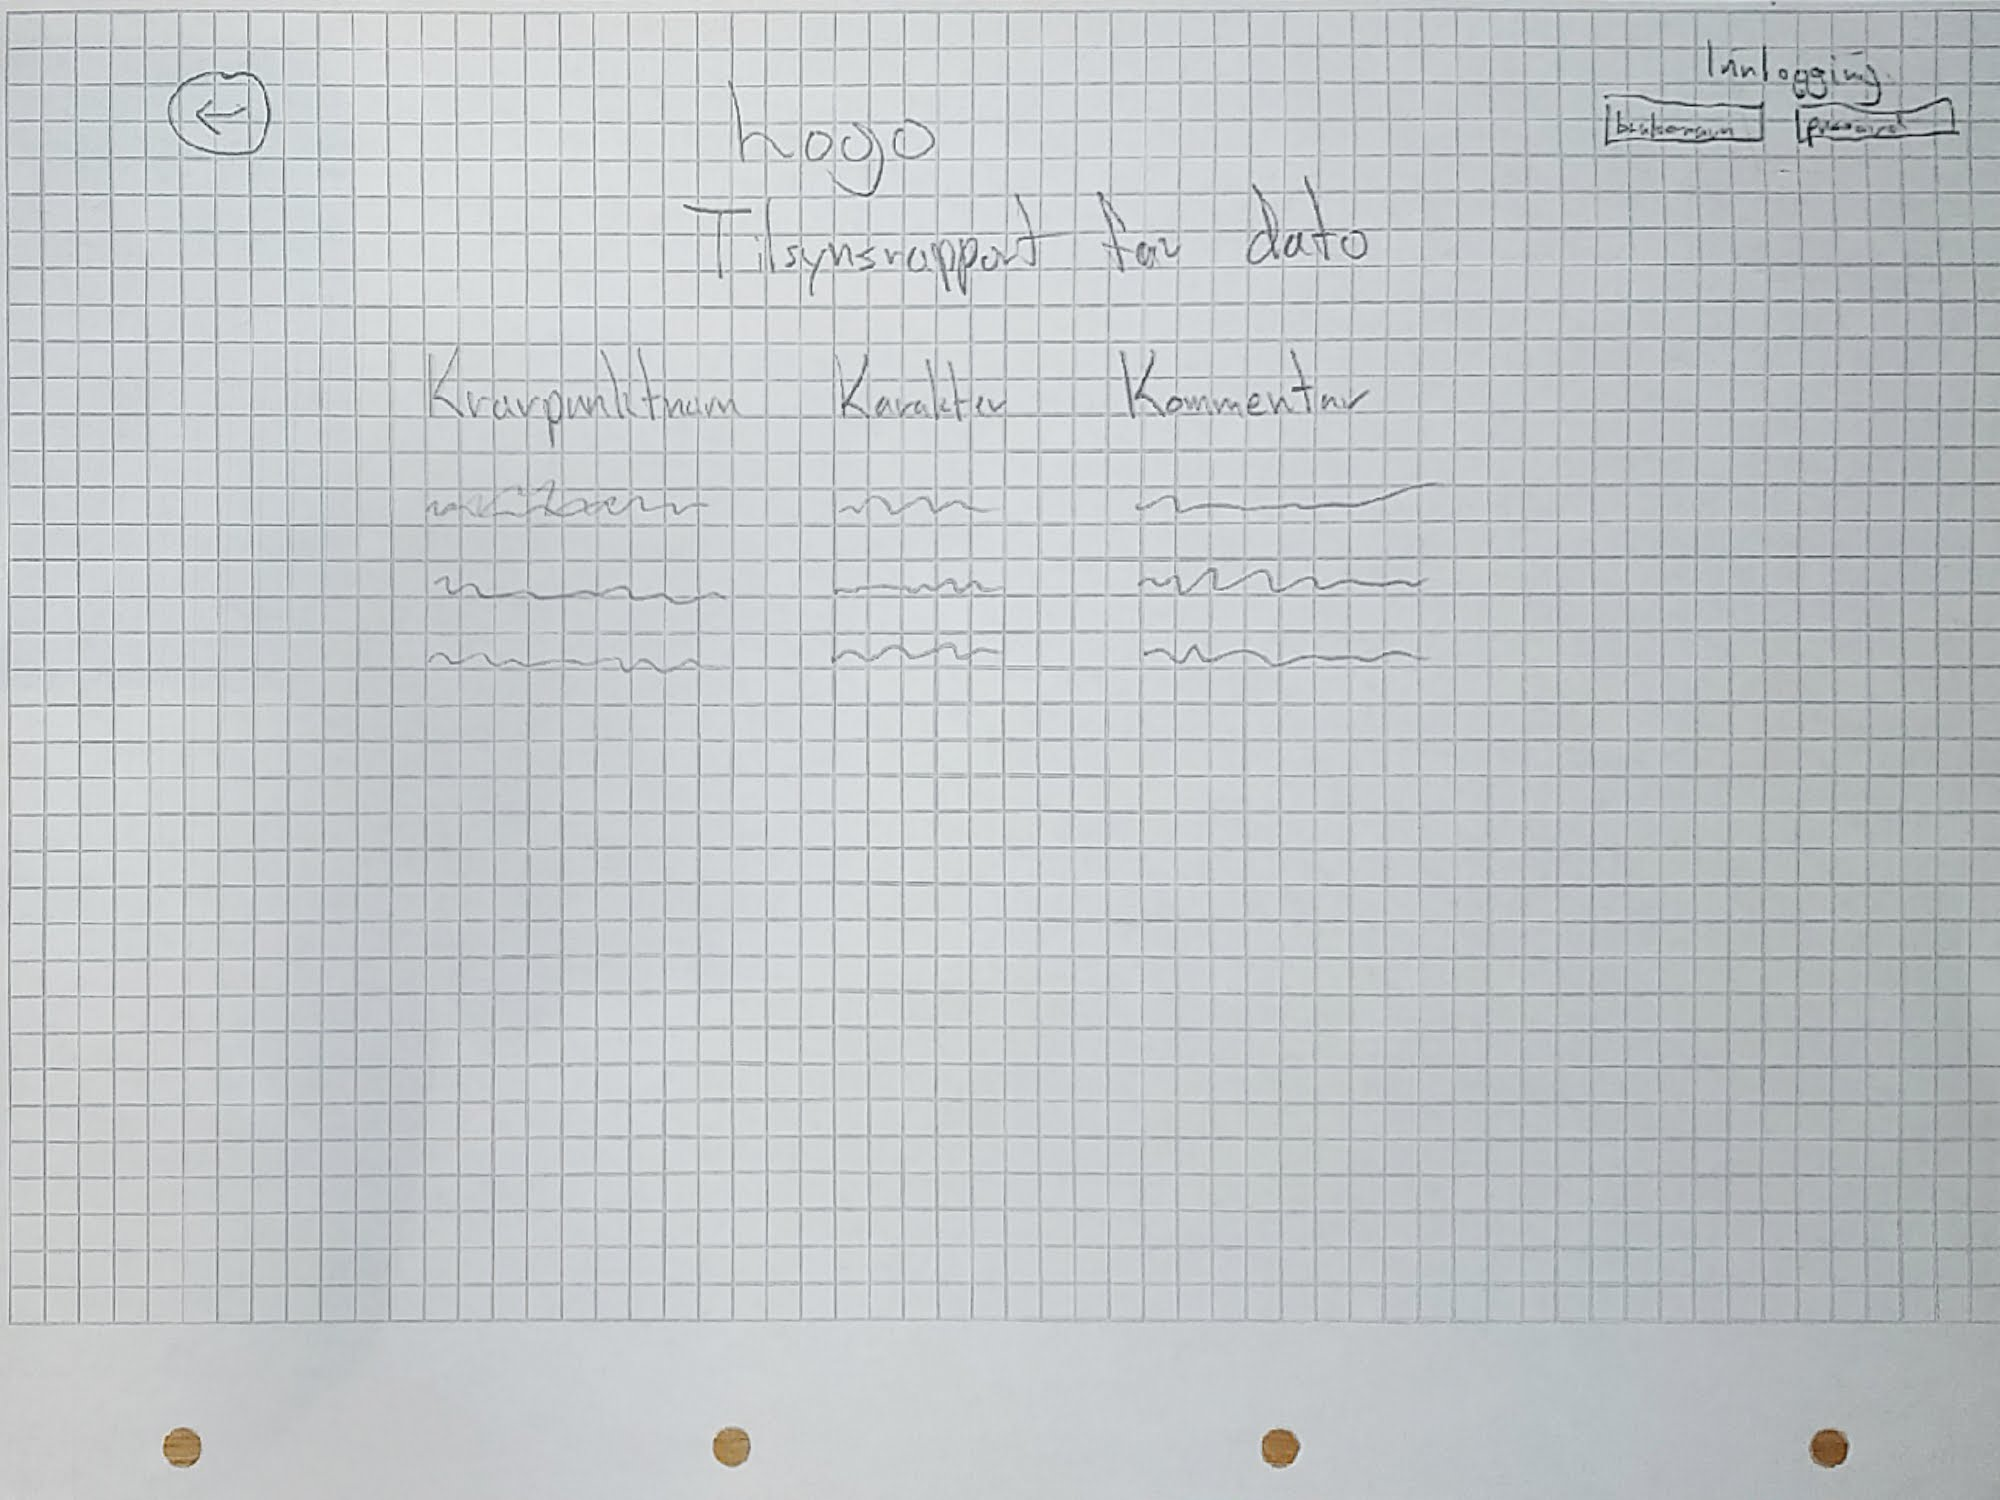 Innlogging
brukernavn passord
Logo
Tilsynsrapport for dato
Kravpunktnavn Karakter Kommentar